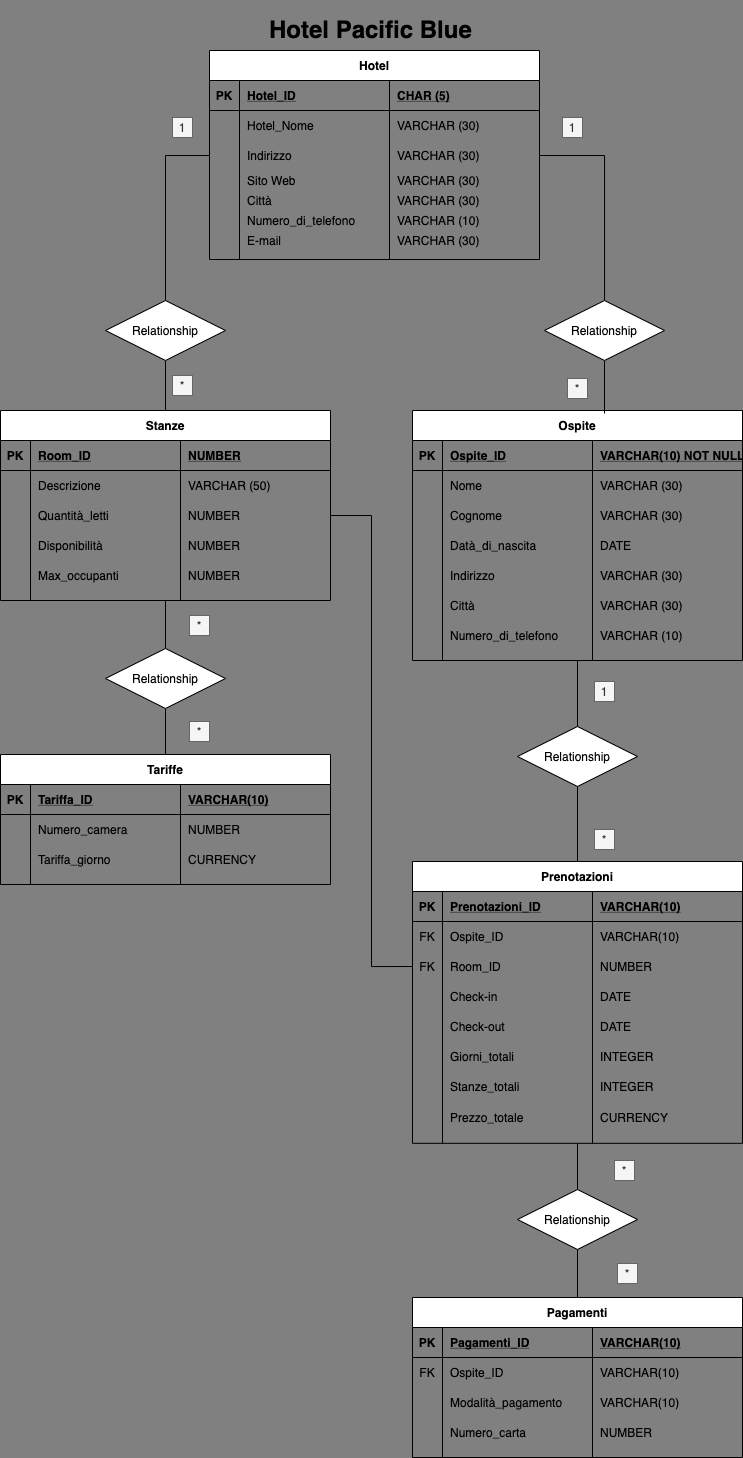 Hotel Pacific Blue
Hotel
PK Hotel_ID CHAR (5)
Hotel_Nome VARCHAR (30)
Indirizzo VARCHAR (30)
Sito Web VARCHAR (30)
Città VARCHAR (30)
Numero_di_telefono VARCHAR (10)
E-mail VARCHAR (30)
1
1
Relationship
Relationship
*
*
Stanze
PK Room_ID NUMBER
Descrizione VARCHAR (50)
Quantità_letti NUMBER
Disponibilità NUMBER
Max_occupanti NUMBER
Ospite
PK Ospite_ID VARCHAR(10) NOT NULL
Nome VARCHAR (30)
Cognome VARCHAR (30)
Datà_di_nascita DATE
Indirizzo VARCHAR (30)
Città VARCHAR (30)
Numero_di_telefono VARCHAR (10)
*
Relationship
*
Tariffe
PK Tariffa_ID VARCHAR(10)
Numero_camera NUMBER
Tariffa_giorno CURRENCY
1
Relationship
*
Prenotazioni
PK Prenotazioni_ID VARCHAR(10)
FK Ospite_ID VARCHAR(10)
FK Room_ID NUMBER
Check-in DATE
Check-out DATE
Giorni_totali INTEGER
Stanze_totali INTEGER
Prezzo_totale CURRENCY
*
Relationship
*
Pagamenti
PK Pagamenti_ID VARCHAR(10)
FK Ospite_ID VARCHAR(10)
Modalità_pagamento VARCHAR(10)
Numero_carta NUMBER